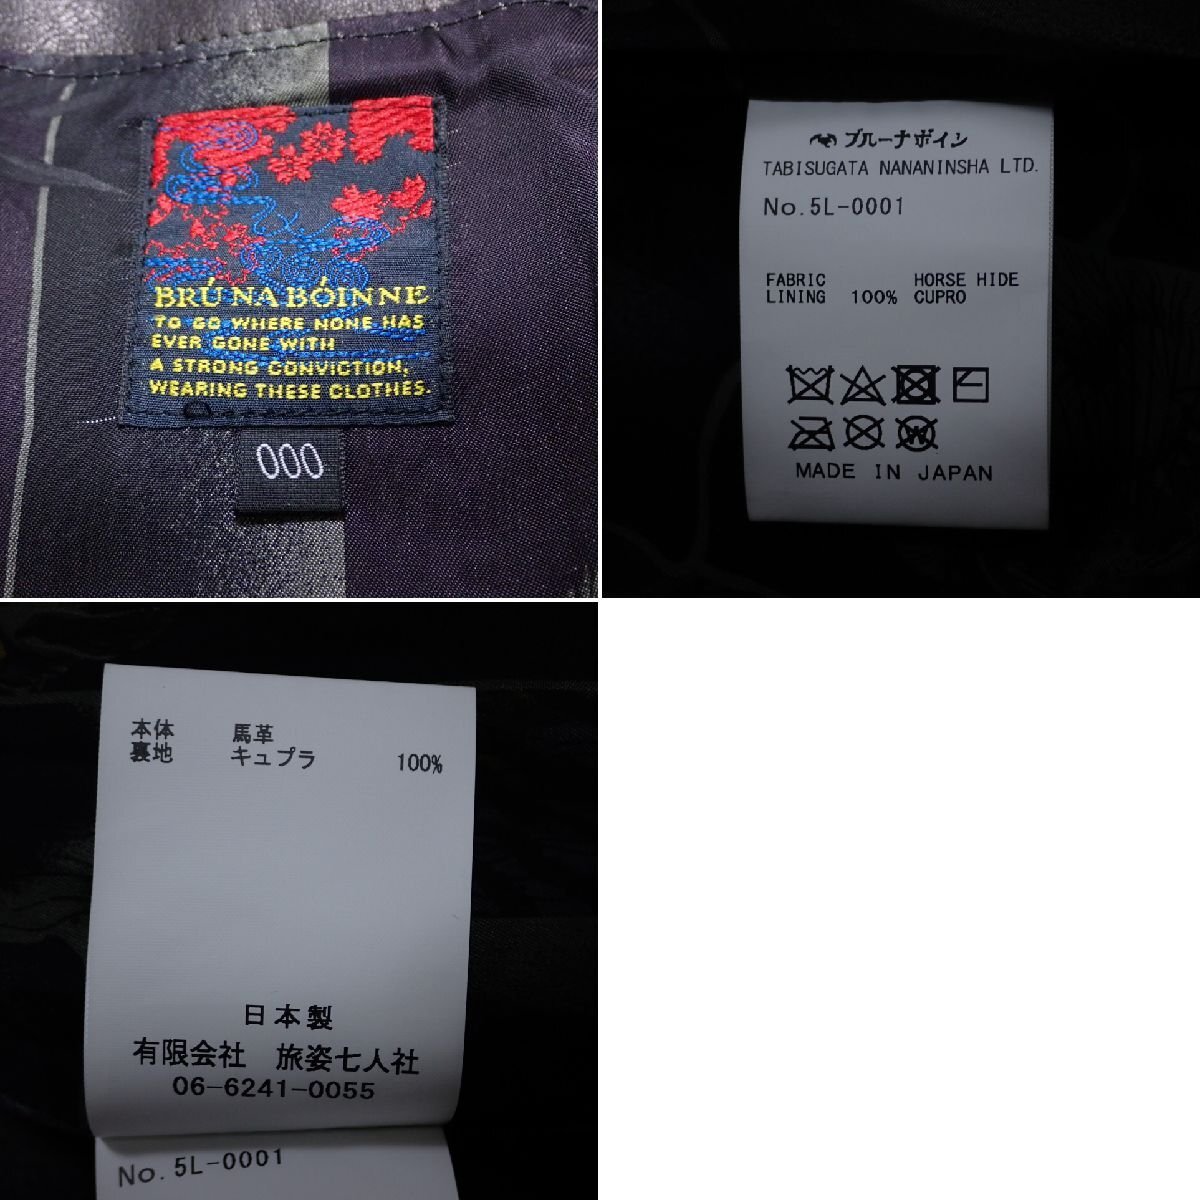 BRÚ NA BÓINNE
TO GO WHERE NONE HAS
EVER GONE WITH
A STRONG CONVICTION,
WEARING THESE CLOTHES.
000
ブルーナボイン
TABISUGATA NANANINSHA LTD.
No.5L-0001
FABRIC HORSE HIDE
LINING 100% CUPRO
W
MADE IN JAPAN
本体 馬革
裏地 キュプラ 100%
日本製
有限会社 旅姿七人社
06-6241-0055
No.5L-0001